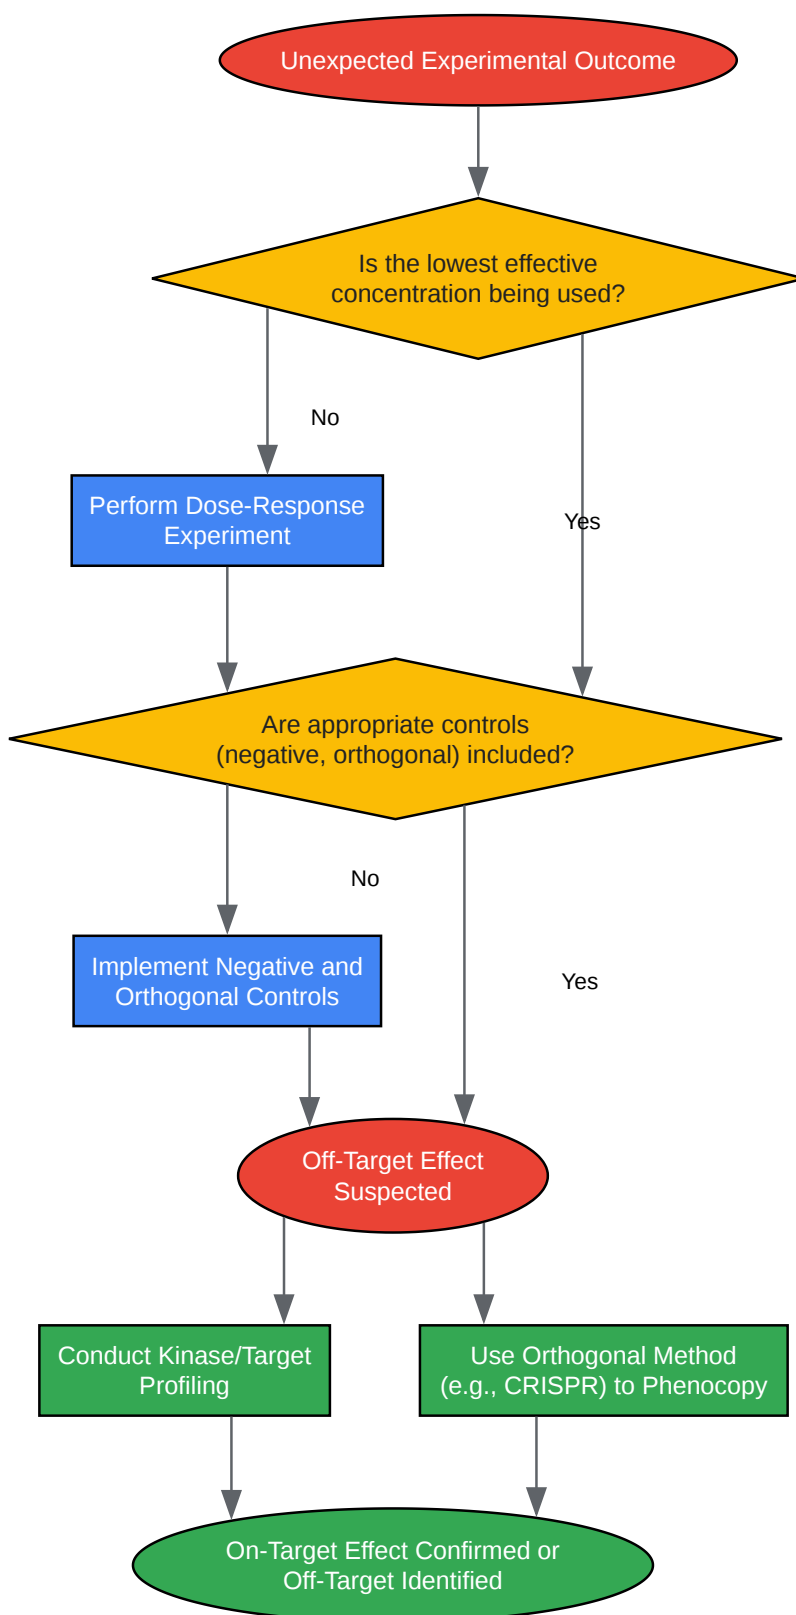 Unexpected Experimental Outcome
Is the lowest effective
concentration being used?
No
Perform Dose-Response
Experiment
Yes
Are appropriate controls
(negative, orthogonal) included?
No
Implement Negative and
Orthogonal Controls
Yes
Off-Target Effect
Suspected
Conduct Kinase/Target
Profiling
Use Orthogonal Method
(e.g., CRISPR) to Phenocopy
On-Target Effect Confirmed or
Off-Target Identified